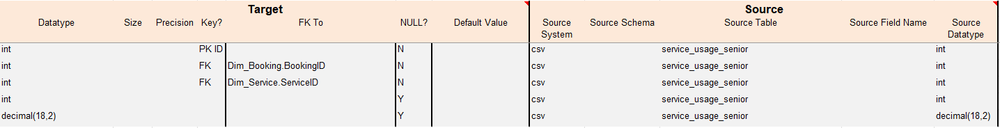 Target Source
Datatype Size Precision Key? FK To NULL? Default Value Source System Source Schema Source Table Source Field Name Source Datatype
int PK ID N csv service_usage_senior int
int FK Dim_Booking.BookingID N csv service_usage_senior int
int FK Dim_Service.ServiceID N csv service_usage_senior int
int Y csv service_usage_senior int
decimal(18,2) Y csv service_usage_senior decimal(18,2)